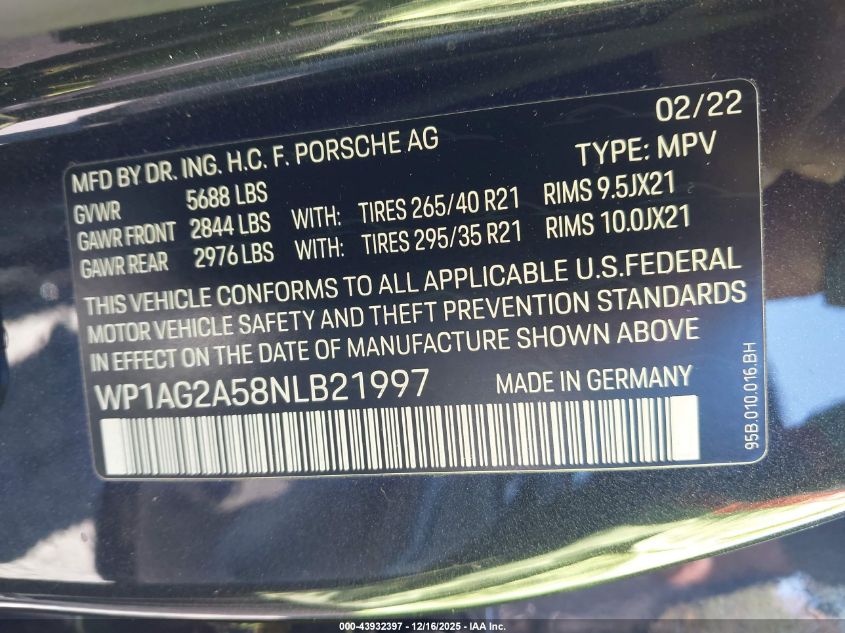 02/22
MFD BY DR. ING. H.C. F. PORSCHE AG TYPE: MPV
GVWR 5688 LBS
GAWR FRONT 2844 LBS WITH: TIRES 265/40 R21 RIMS 9.5JX21
GAWR REAR 2976 LBS WITH: TIRES 295/35 R21 RIMS 10.0JX21
THIS VEHICLE CONFORMS TO ALL APPLICABLE U.S.FEDERAL
MOTOR VEHICLE SAFETY AND THEFT PREVENTION STANDARDS
IN EFFECT ON THE DATE OF MANUFACTURE SHOWN ABOVE
WP1AG2A58NLB21997 MADE IN GERMANY
95B.010.016.BH
000-43932397 - 12/16/2025 - IAA Inc.